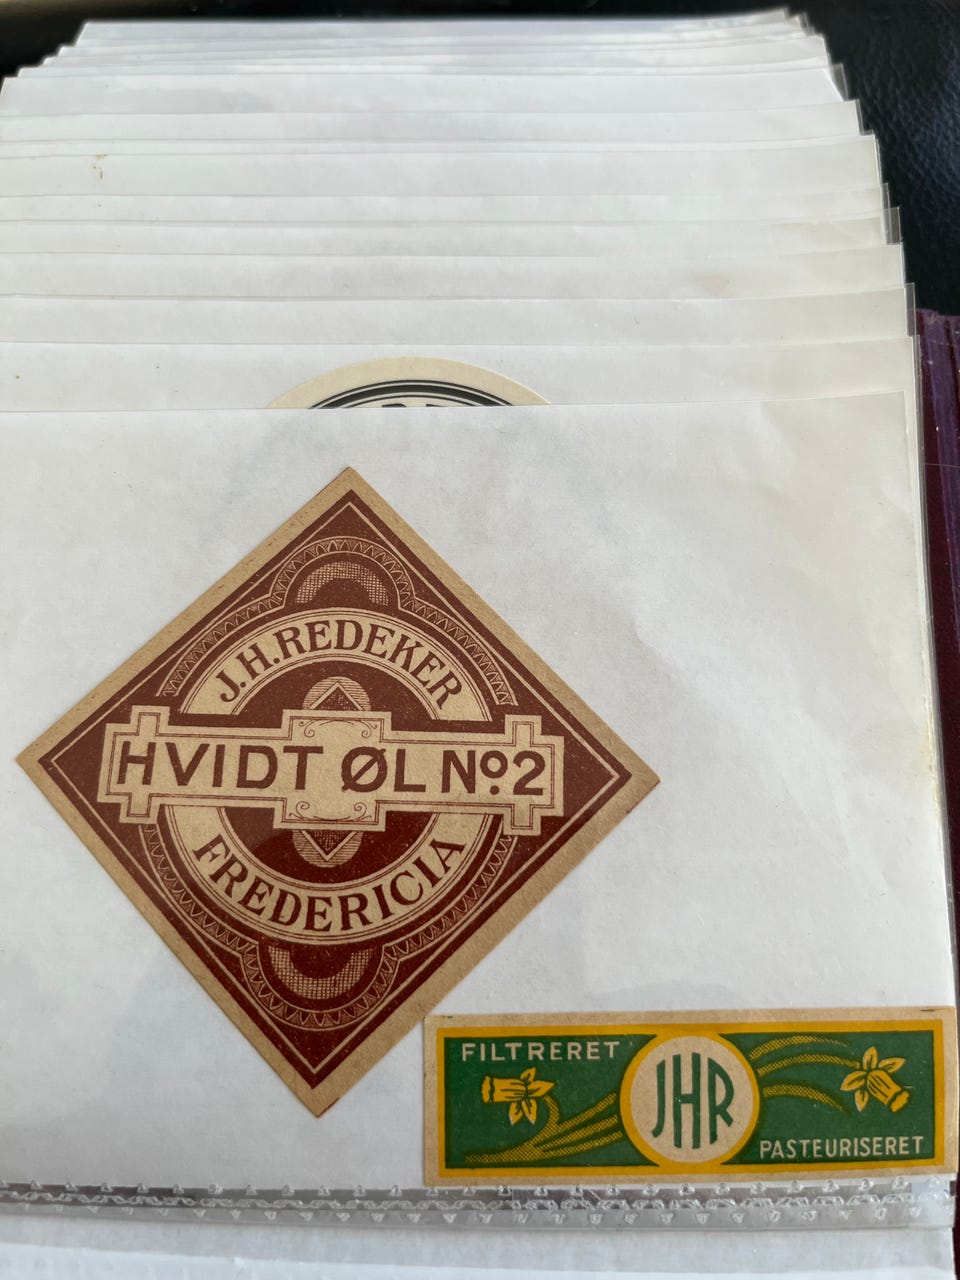 J.H. REDEKER
HVIDT ØL No. 2
FREDERICIA
FILTRERET
JHR
PASTEURISERET